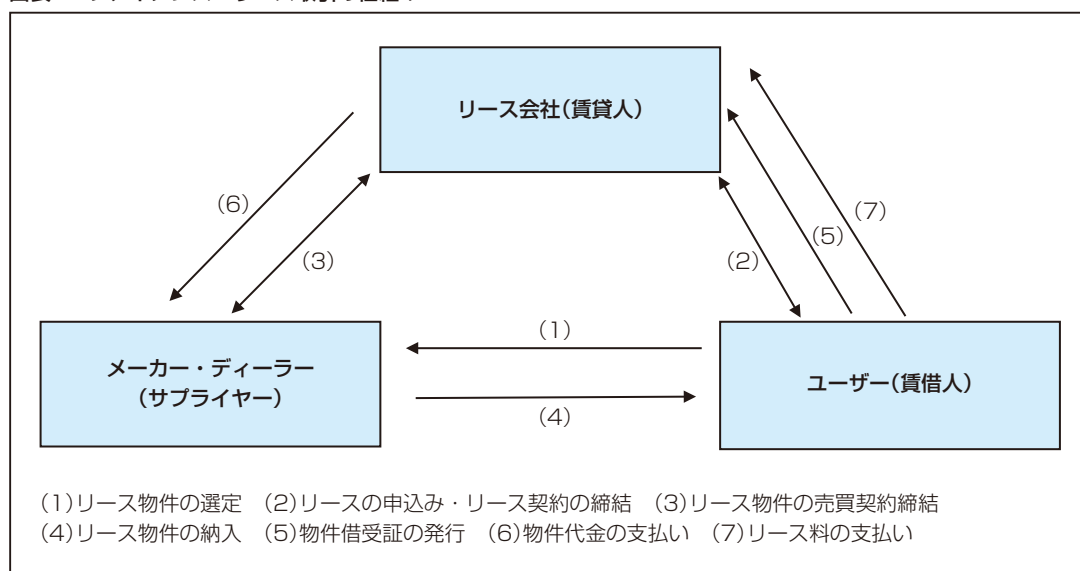 リース会社(賃貸人)
(6)
(3)
(2)
(5)
(7)
(1)
メーカー・ディーラー
(サプライヤー)
ユーザー(賃借人)
(4)
(1)リース物件の選定 (2)リースの申込み・リース契約の締結 (3)リース物件の売買契約締結
(4)リース物件の納入 (5)物件借受証の発行 (6)物件代金の支払い (7)リース料の支払い